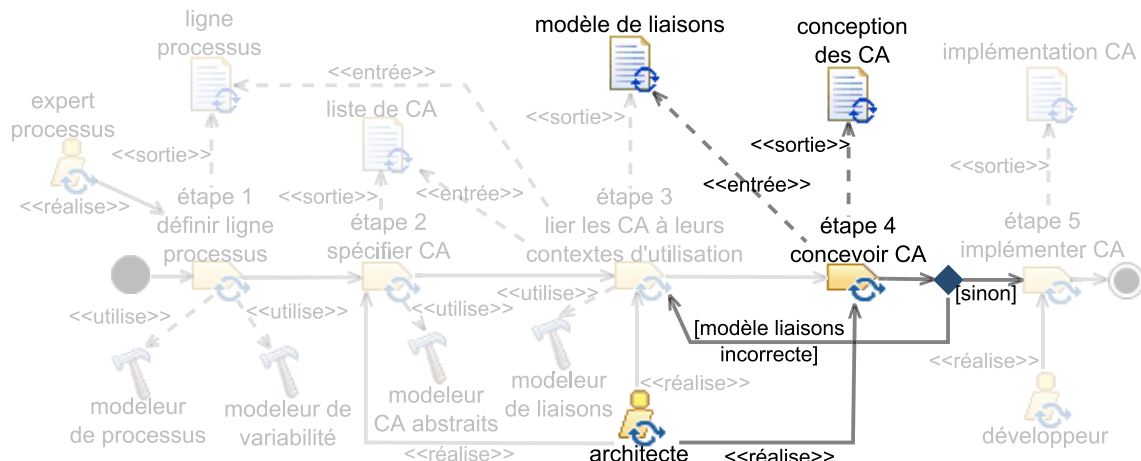 ligne
processus
modèle de liaisons
conception
des CA
implémentation CA
<<entrée>>
expert
processus
liste de CA
<<sortie>>
<<sortie>>
<<sortie>>
<<sortie>>
<<réalise>>
étape 1
définir ligne
processus
<<sortie>>
<<entrée>>
étape 2
spécifier CA
étape 3
lier les CA à leurs
contextes d'utilisation
<<entrée>>
étape 4
concevoir CA
étape 5
implémenter CA
[sinon]
<<utilise>>
<<utilise>>
<<utilise>>
<<utilise>>
[modèle liaisons
incorrecte]
modeleur
de processus
modeleur de
variabilité
modeleur
CA abstraits
modeleur
de liaisons
<<réalise>>
<<réalise>>
développeur
<<réalise>>
architecte
<<réalise>>